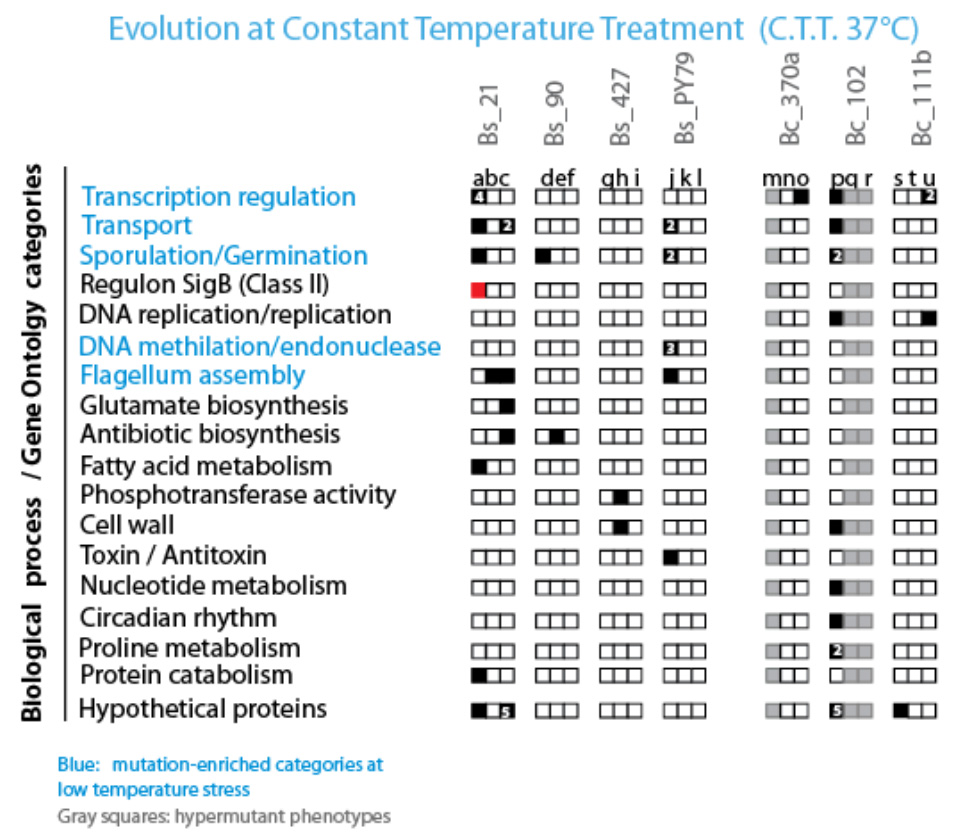 Evolution at Constant Temperature Treatment (C.T.T. 37°C)
Bs_21
Bs_90
Bs_427
Bs_PY79
Bc_370a
Bc_102
Bc_111b
abc def ghi jkl mno pqr stu
Biological process / Gene Ontolgy categories
Transcription regulation 4 2
Transport 2 2
Sporulation/Germination 2 2
Regulon SigB (Class II)
DNA replication/replication
DNA methilation/endonuclease 3
Flagellum assembly
Glutamate biosynthesis
Antibiotic biosynthesis
Fatty acid metabolism
Phosphotransferase activity
Cell wall
Toxin / Antitoxin
Nucleotide metabolism
Circadian rhythm
Proline metabolism 2
Protein catabolism
Hypothetical proteins 5 5
Blue: mutation-enriched categories at
low temperature stress
Gray squares: hypermutant phenotypes